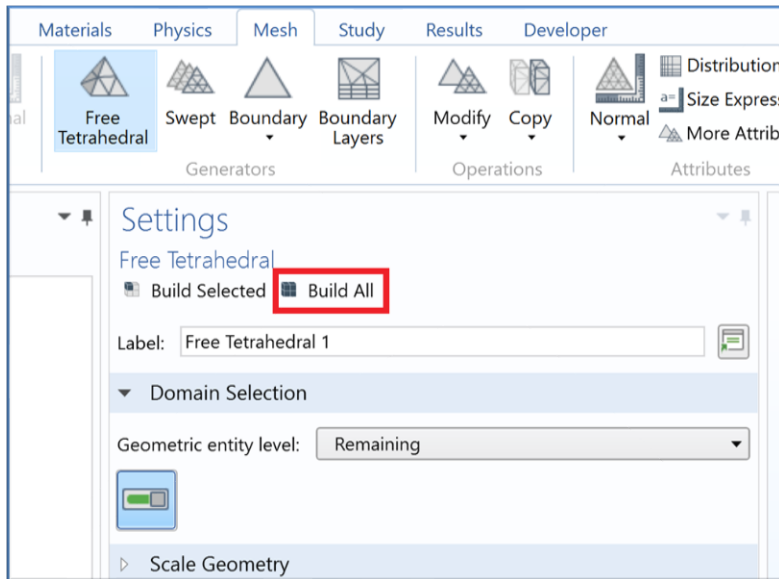 Materials Physics Mesh Study Results Developer
Free Tetrahedral
Swept
Boundary
Boundary Layers
Modify
Copy
Normal
Distribution
a=
Size Express
More Attrib
Generators Operations Attributes
Settings
Free Tetrahedral
Build Selected Build All
Label: Free Tetrahedral 1
Domain Selection
Geometric entity level: Remaining
Scale Geometry